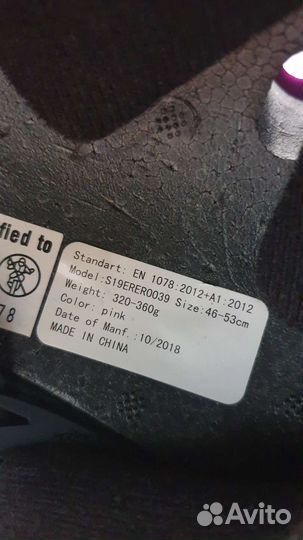 fied to
78
Standart: EN 1078:2012+A1:2012
Model:S19ERERO039 Size:46-53cm
Weight: 320-360g
Color: pink
Date of Manf.:10/2018
MADE IN CHINA
Avito